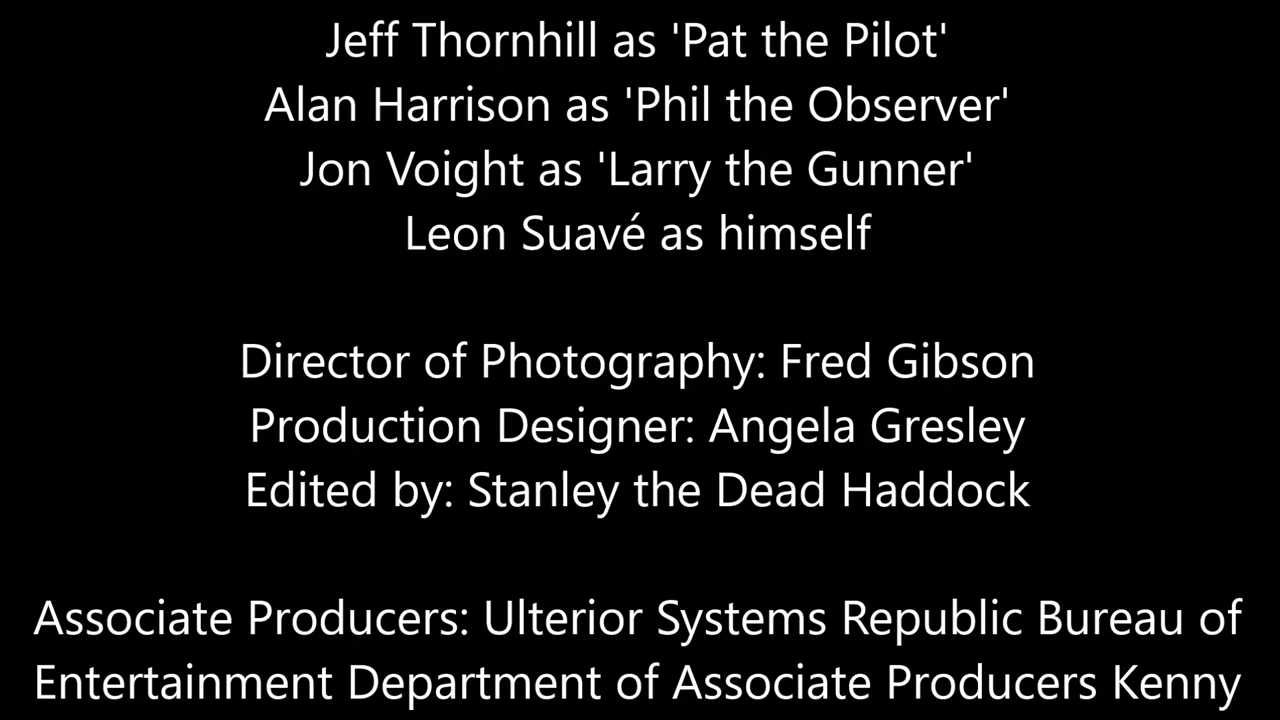 Jeff Thornhill as 'Pat the Pilot'
Alan Harrison as 'Phil the Observer'
Jon Voight as 'Larry the Gunner'
Leon Suavé as himself
Director of Photography: Fred Gibson
Production Designer: Angela Gresley
Edited by: Stanley the Dead Haddock
Associate Producers: Ulterior Systems Republic Bureau of
Entertainment Department of Associate Producers Kenny